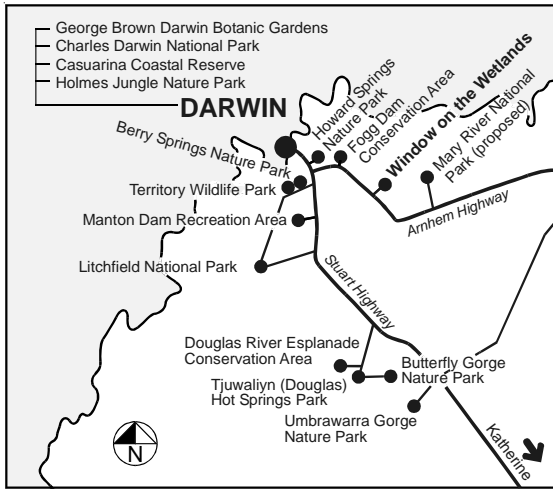 George Brown Darwin Botanic Gardens
Charles Darwin National Park
Casuarina Coastal Reserve
Holmes Jungle Nature Park
DARWIN
Howard Springs
Nature Park
Fogg Dam
Conservation Area
Window on the Wetlands
Mary River National
Park (proposed)
Berry Springs Nature Park
Territory Wildlife Park
Manton Dam Recreation Area
Arnhem Highway
Litchfield National Park
Stuart Highway
Douglas River Esplanade
Conservation Area
Butterfly Gorge
Nature Park
Tjuwaliyn (Douglas)
Hot Springs Park
Umbrawarra Gorge
Nature Park
Katherine
N